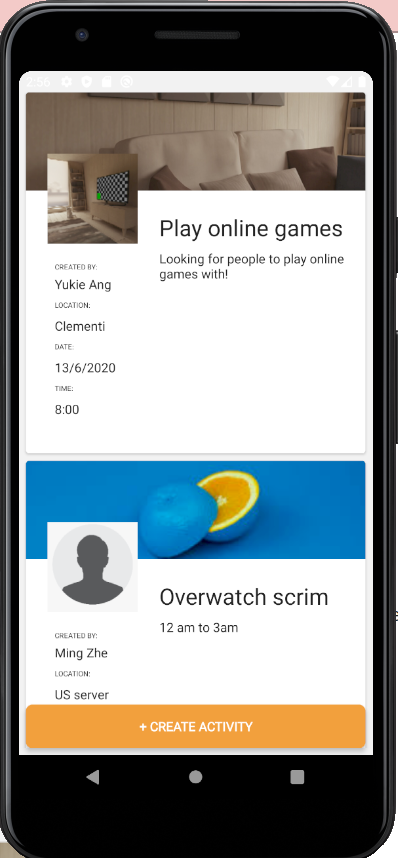 2:56
Play online games
Looking for people to play online
games with!
CREATED BY:
Yukie Ang
LOCATION:
Clementi
DATE:
13/6/2020
TIME:
8:00
Overwatch scrim
12 am to 3am
CREATED BY:
Ming Zhe
LOCATION:
US server
+ CREATE ACTIVITY